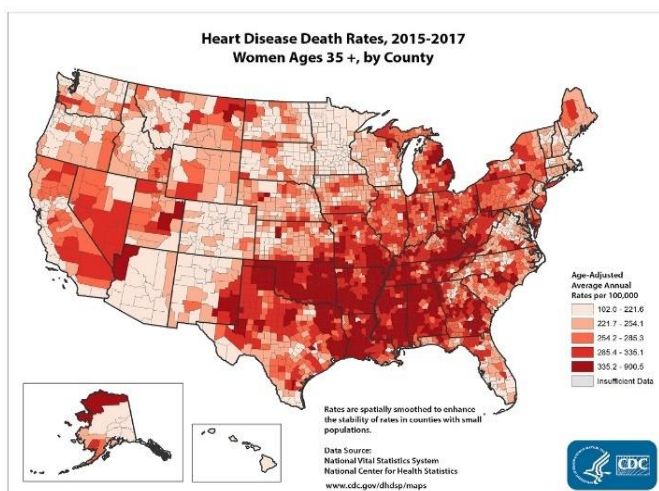 Heart Disease Death Rates, 2015-2017
Women Ages 35 +, by County
Age-Adjusted
Average Annual
Rates per 100,000
102.0 - 221.6
221.7 - 254.1
254.2 - 285.3
285.4 - 335.1
335.2 - 900.5
Insufficient Data
Rates are spatially smoothed to enhance
the stability of rates in counties with small
populations.
Data Source:
National Vital Statistics System
National Center for Health Statistics
www.cdc.gov/dhdsp/maps
CDC